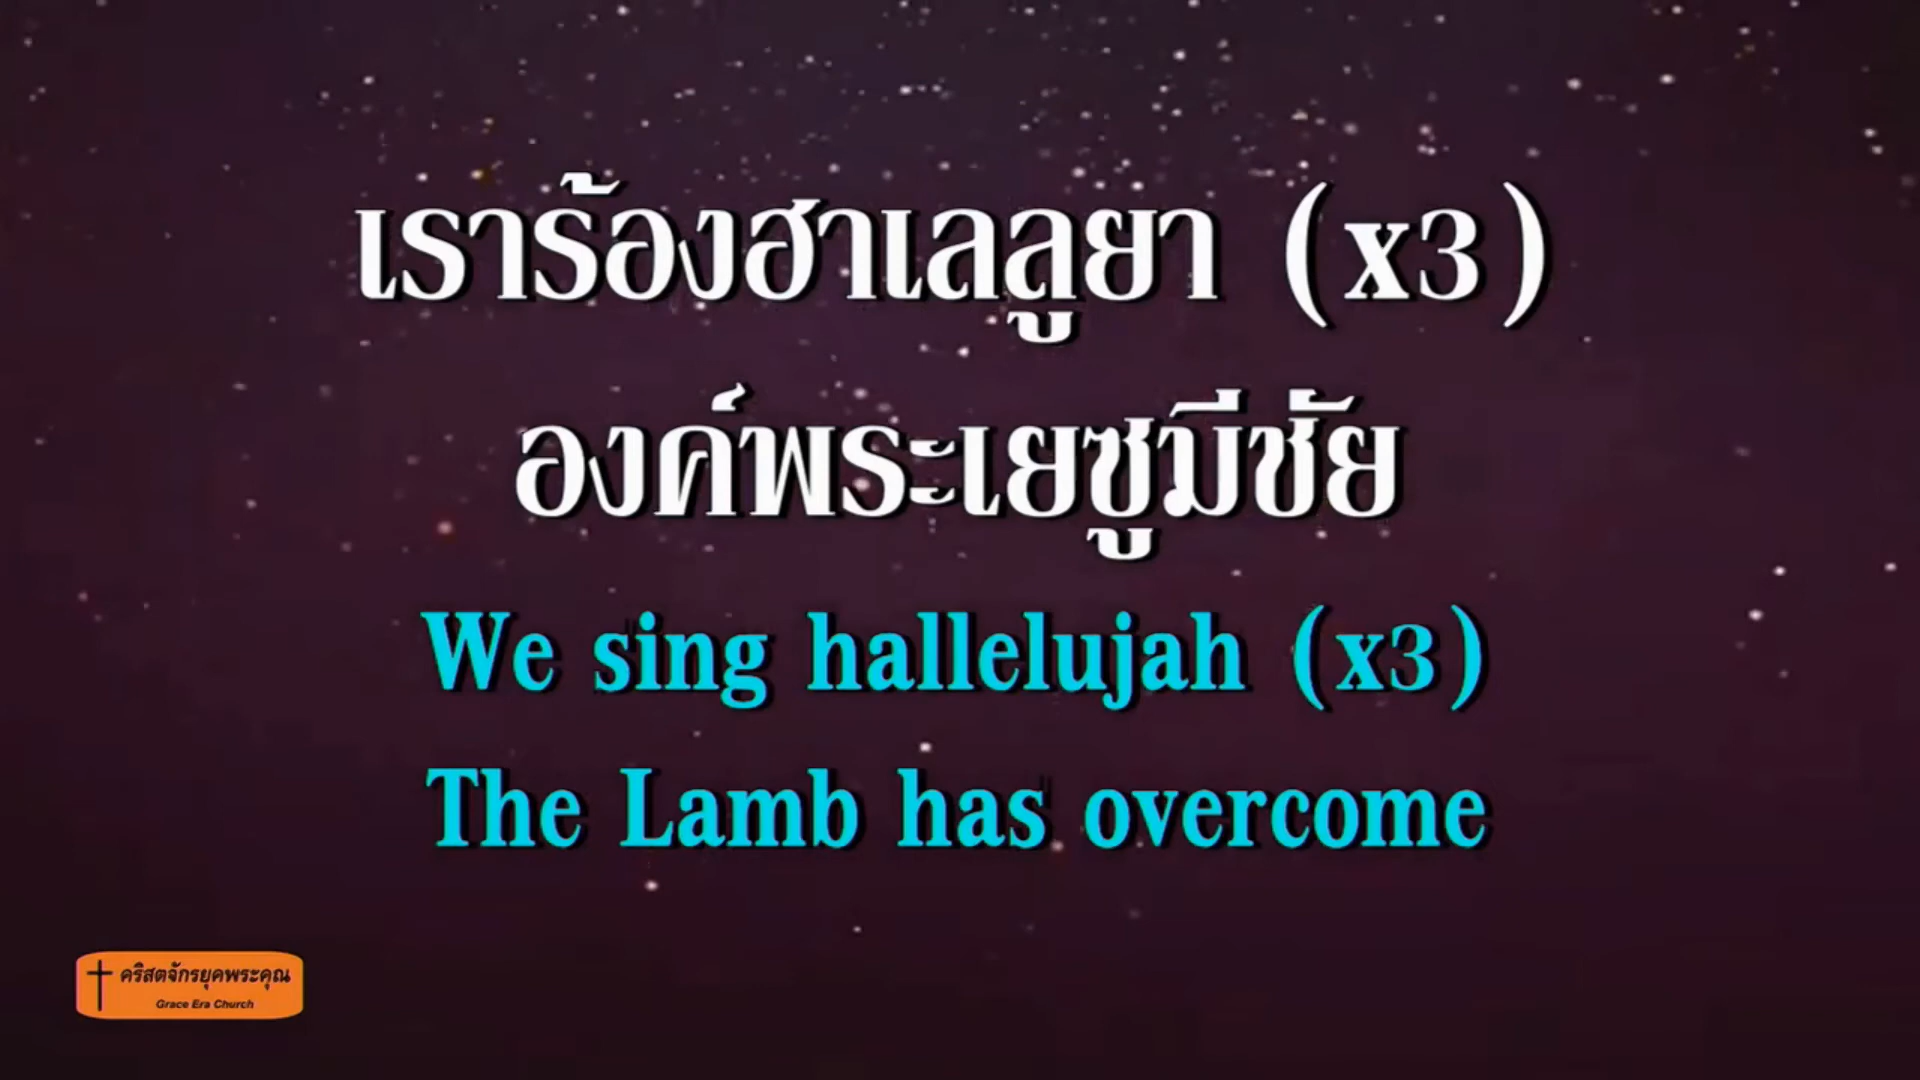 เราร้องฮาเลลูยา (x3)
องค์พระเยซูมีชัย
We sing hallelujah (x3)
The Lamb has overcome
คริสตจักรยุคพระคุณ
Grace Era Church